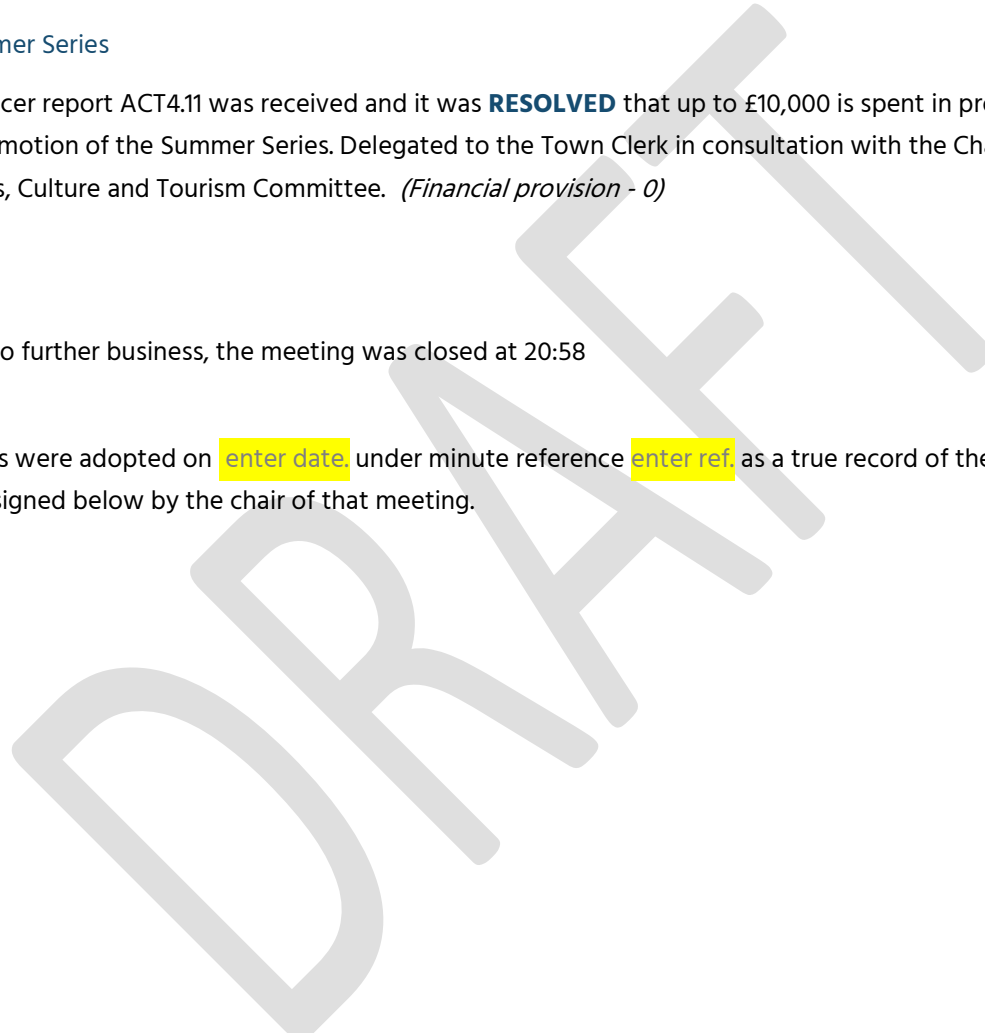 mer Series
cer report ACT4.11 was received and it was RESOLVED that up to £10,000 is spent in pre
motion of the Summer Series. Delegated to the Town Clerk in consultation with the Cha
s, Culture and Tourism Committee. (Financial provision - 0)
o further business, the meeting was closed at 20:58
s were adopted on enter date. under minute reference enter ref. as a true record of the
signed below by the chair of that meeting.
DRAFT